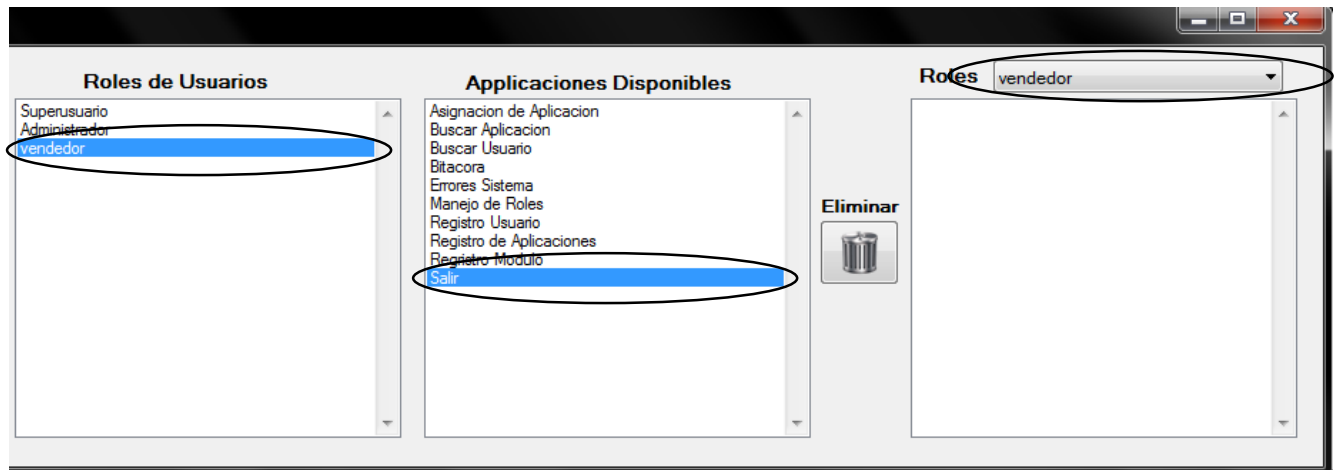 Roles de Usuarios
Superusuario
Administrador
vendedor
Applicaciones Disponibles
Asignacion de Aplicacion
Buscar Aplicacion
Buscar Usuario
Bitacora
Errores Sistema
Manejo de Roles
Registro Usuario
Registro de Aplicaciones
Regristro Modulo
Salir
Eliminar
Roles vendedor